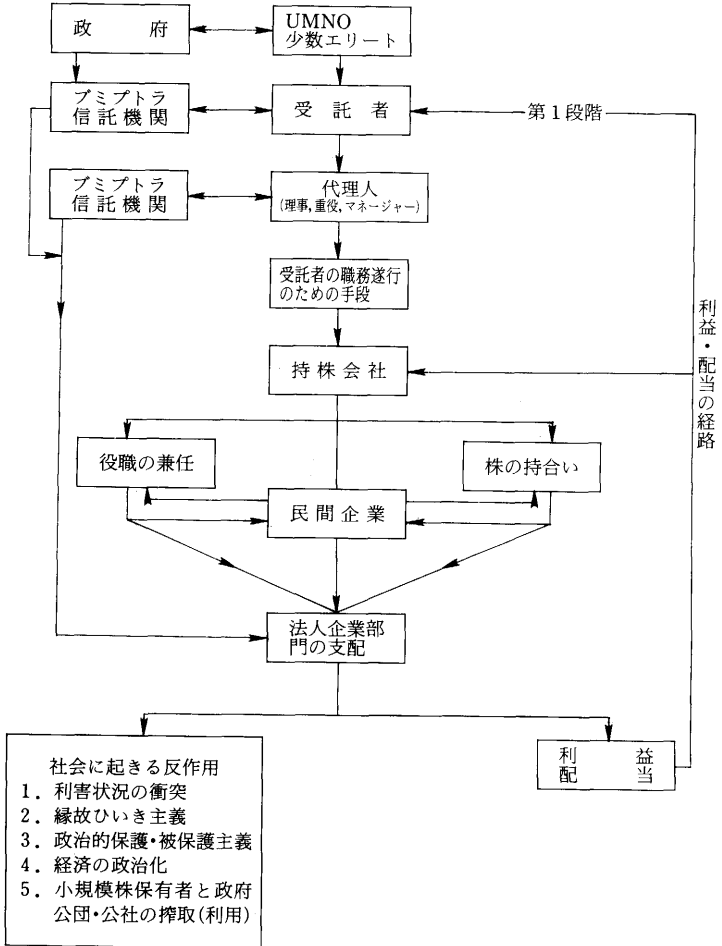 政府
UMNO
少数エリート
ブミプトラ
信託機関
受託者
第1段階
ブミプトラ
信託機関
代理人
(理事,重役,マネージャー)
受託者の職務遂行
のための手段
利益・配当の経路
持株会社
役職の兼任
株の持合い
民間企業
法人企業部
門の支配
利益
配当
社会に起きる反作用
1．利害状況の衝突
2．縁故ひいき主義
3．政治的保護・被保護主義
4．経済の政治化
5．小規模株保有者と政府
公団・公社の搾取(利用)